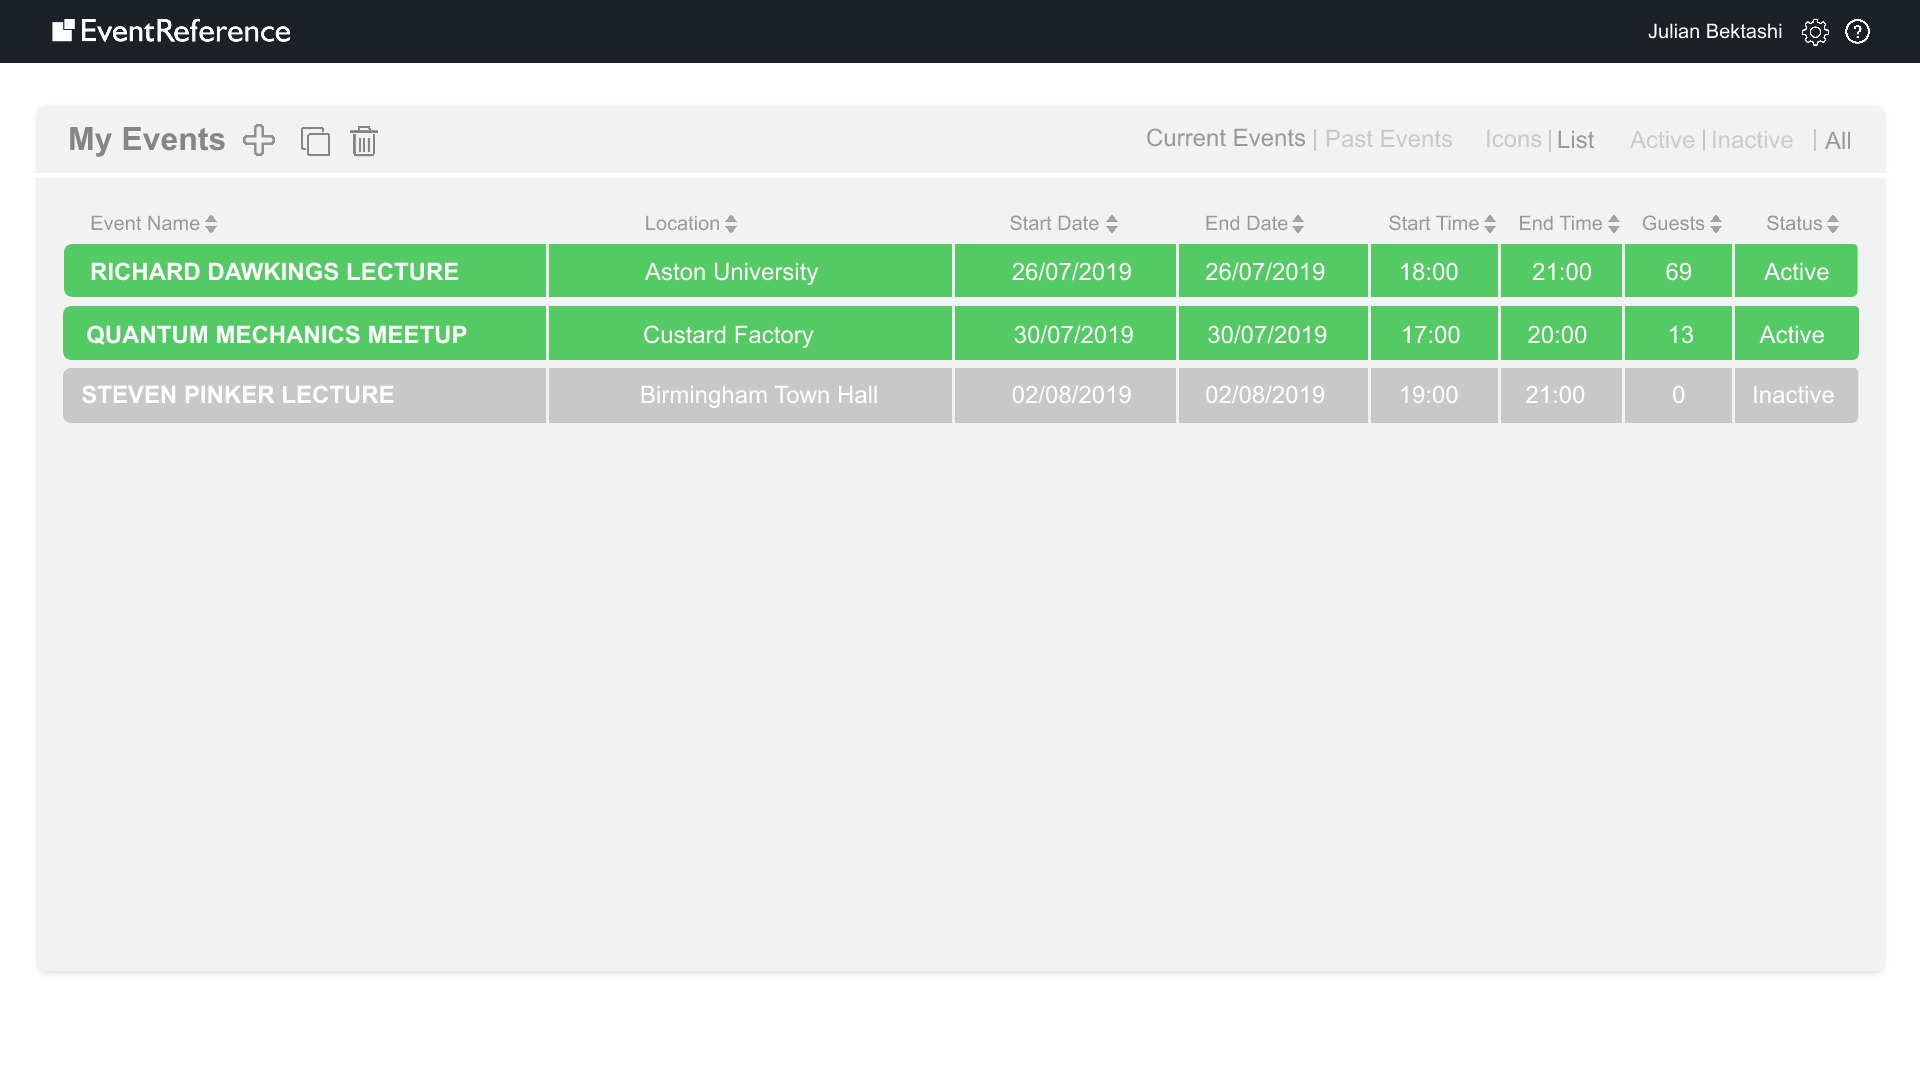 EventReference
Julian Bektashi ?
My Events
Current Events | Past Events Icons | List Active | Inactive | All
Event Name Location Start Date End Date Start Time End Time Guests Status
RICHARD DAWKINGS LECTURE Aston University 26/07/2019 26/07/2019 18:00 21:00 69 Active
QUANTUM MECHANICS MEETUP Custard Factory 30/07/2019 30/07/2019 17:00 20:00 13 Active
STEVEN PINKER LECTURE Birmingham Town Hall 02/08/2019 02/08/2019 19:00 21:00 0 Inactive